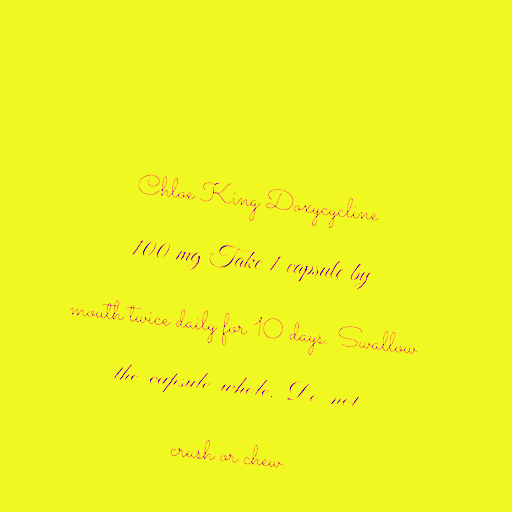 Chloe King Doxycycline
100 mg Take 1 capsule by
mouth twice daily for 10 days. Swallow
the capsule whole. Do not
crush or chew.